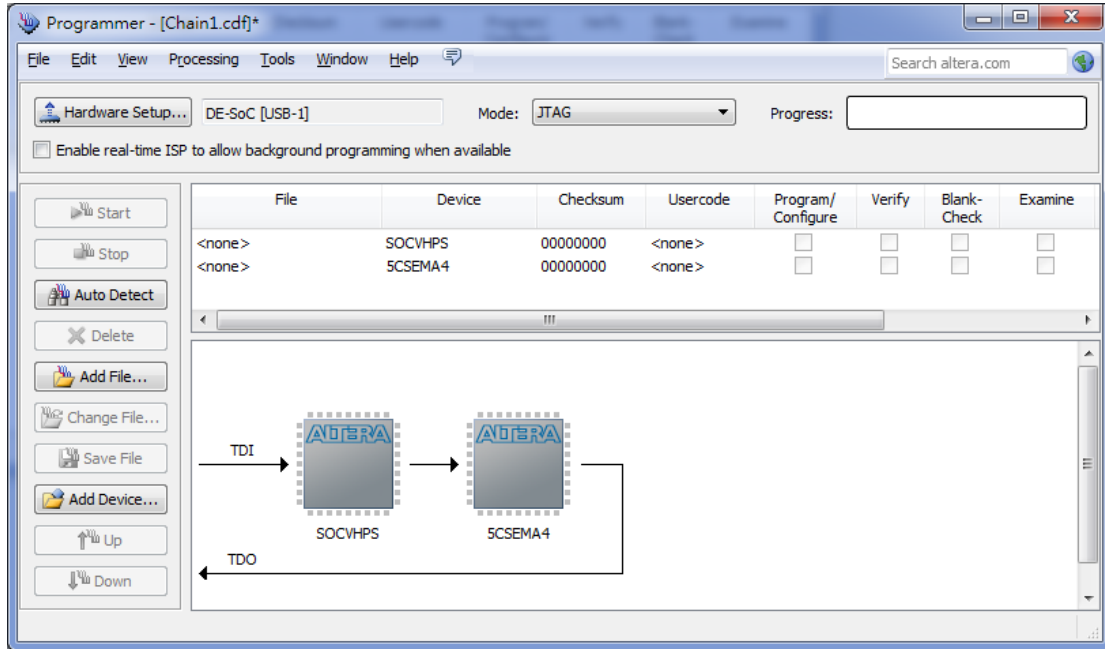 Programmer - [Chain1.cdf]*
File Edit View Processing Tools Window Help Search altera.com
Hardware Setup... DE-SoC [USB-1] Mode: JTAG Progress:
Enable real-time ISP to allow background programming when available
Start
Stop
Auto Detect
Delete
Add File...
Change File...
Save File
Add Device...
Up
Down
File Device Checksum Usercode Program/ Verify Blank- Examine
Configure Check
<none> SOCVHPS 00000000 <none>
<none> 5CSEMA4 00000000 <none>
TDI
ALTERA ALTERA
SOCVHPS 5CSEMA4
TDO